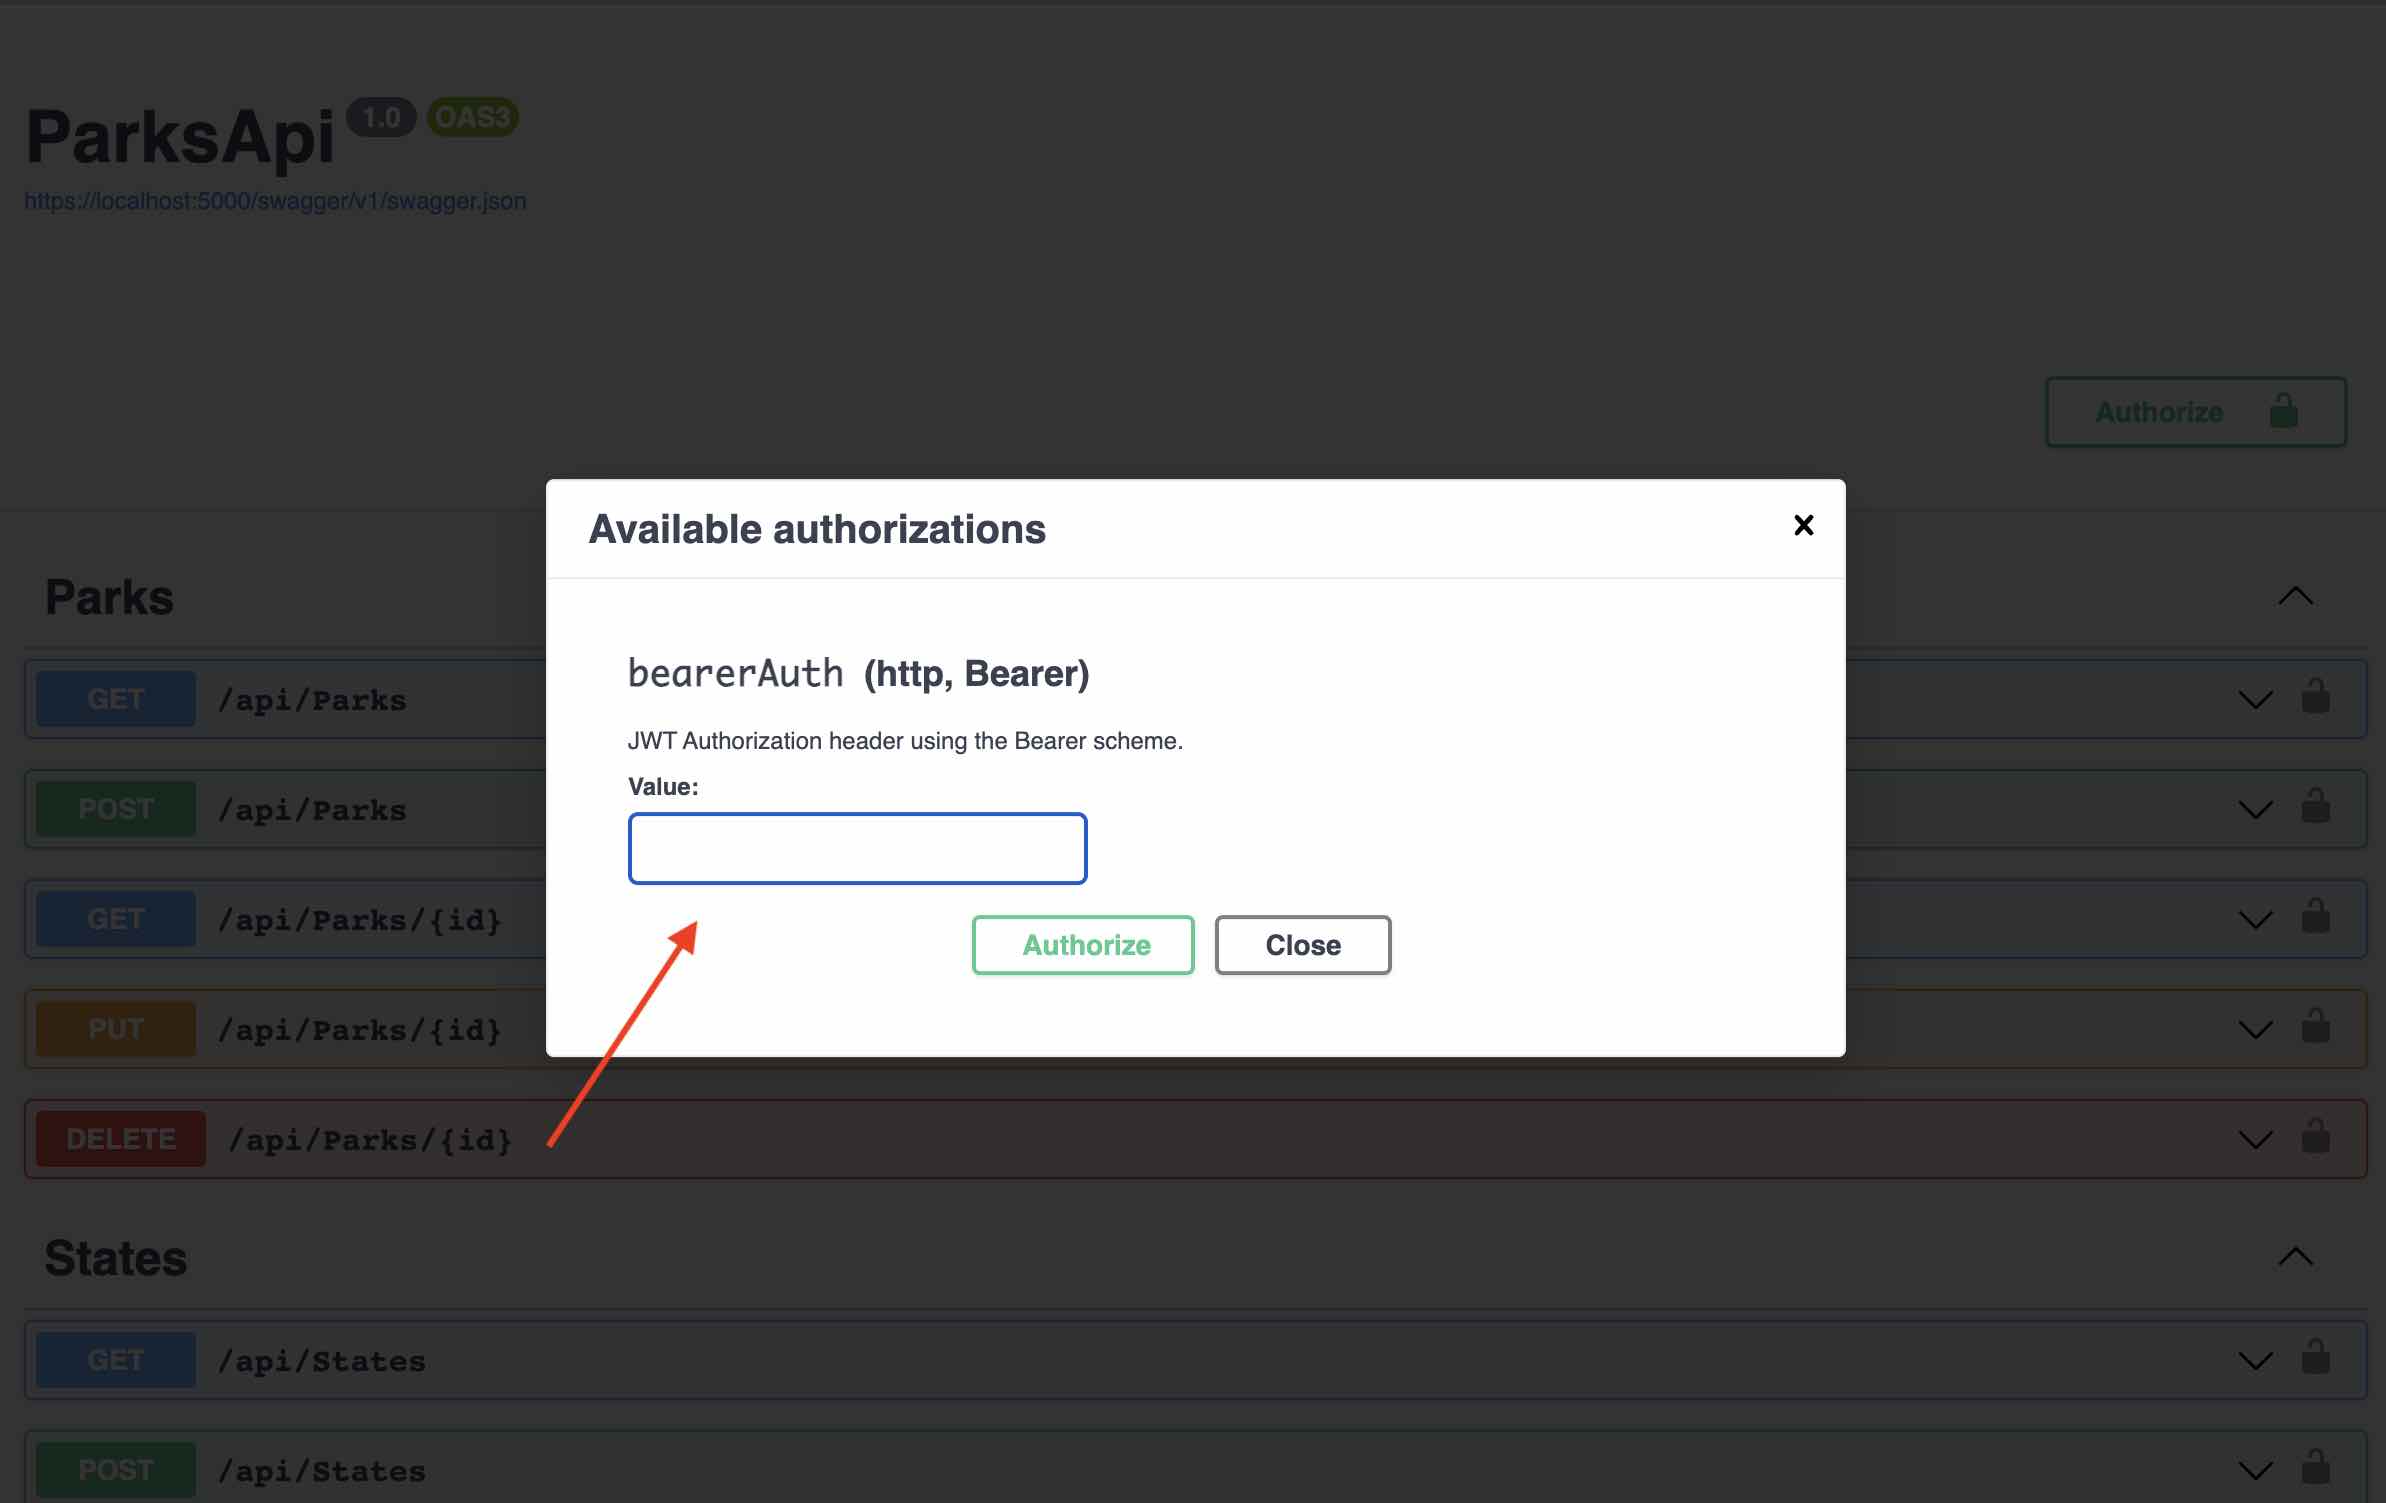 ParksApi 1.0 OAS3
https://localhost:5000/swagger/v1/swagger.json
Authorize
Available authorizations
bearerAuth (http, Bearer)
JWT Authorization header using the Bearer scheme.
Value:
Authorize Close
Parks
GET /api/Parks
POST /api/Parks
GET /api/Parks/{id}
PUT /api/Parks/{id}
DELETE /api/Parks/{id}
States
GET /api/States
POST /api/States